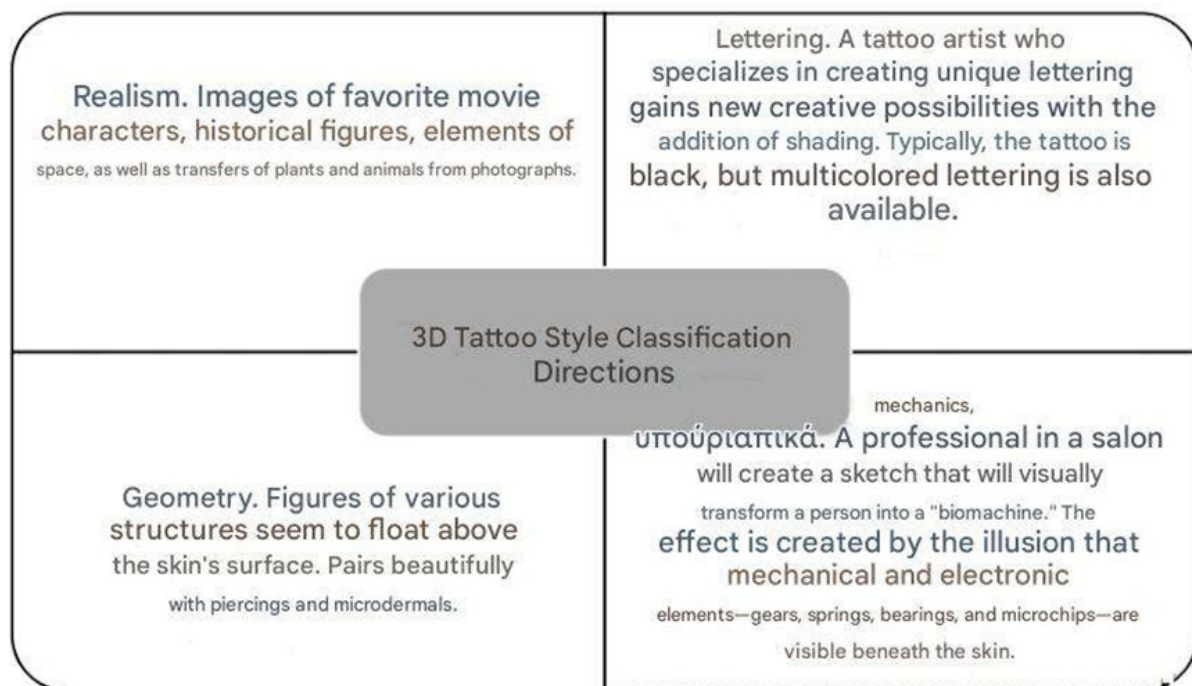 Realism. Images of favorite movie
characters, historical figures, elements of
space, as well as transfers of plants and animals from photographs.
Lettering. A tattoo artist who
specializes in creating unique lettering
gains new creative possibilities with the
addition of shading. Typically, the tattoo is
black, but multicolored lettering is also
available.
3D Tattoo Style Classification
Directions
Geometry. Figures of various
structures seem to float above
the skin's surface. Pairs beautifully
with piercings and microdermals.
mechanics,
A professional in a salon
will create a sketch that will visually
transform a person into a "biomachine." The
effect is created by the illusion that
mechanical and electronic
elements—gears, springs, bearings, and microchips—are
visible beneath the skin.